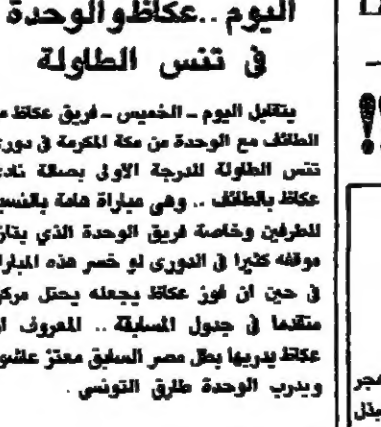 اليوم .. عكاظ والوحدة
في تنس الطاولة
يتقابل اليوم - الخميس - فريق عكاظ
الطائف مع الوحدة من مكة المكرمة في دوري
تنس الطاولة للدرجة الاولى بصالة نادي
عكاظ بالطائف .. وهي مباراة هامة بالنسبة
للطرفين وخاصة فريق الوحدة الذي يتازم
موقفه كثيرا في الدورى لو خسر هذه المباراة
في حين ان فوز عكاظ يجعله يحتل مركزا
متقدما في جدول المسابقة .. المعروف ان
عكاظ يدربها بطل مصر السابق معتز عاشور
ويدرب الوحدة طارق التونسي .
!!
هجر